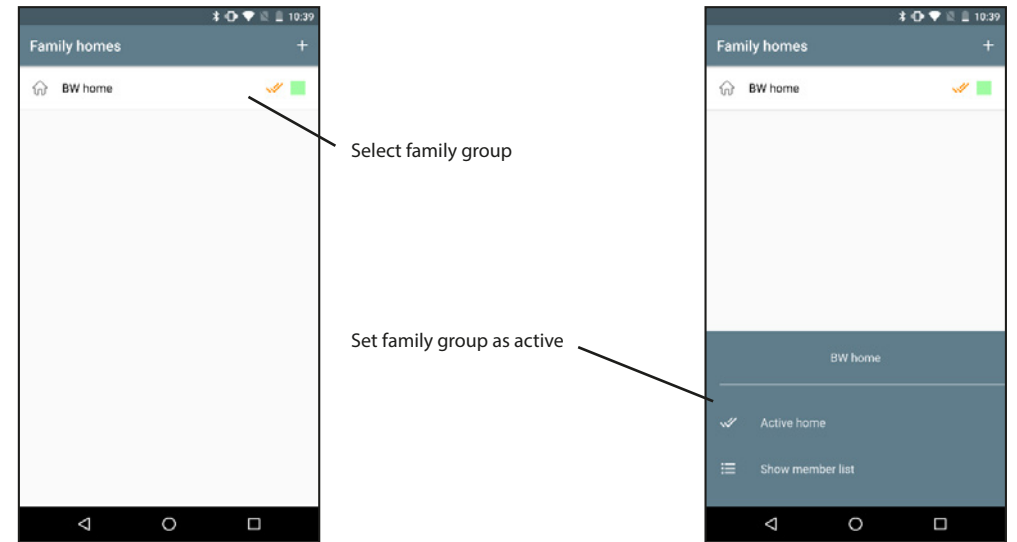 10:39
Family homes +
BW home
Select family group
Set family group as active
10:39
Family homes +
BW home
BW home
Active home
Show member list